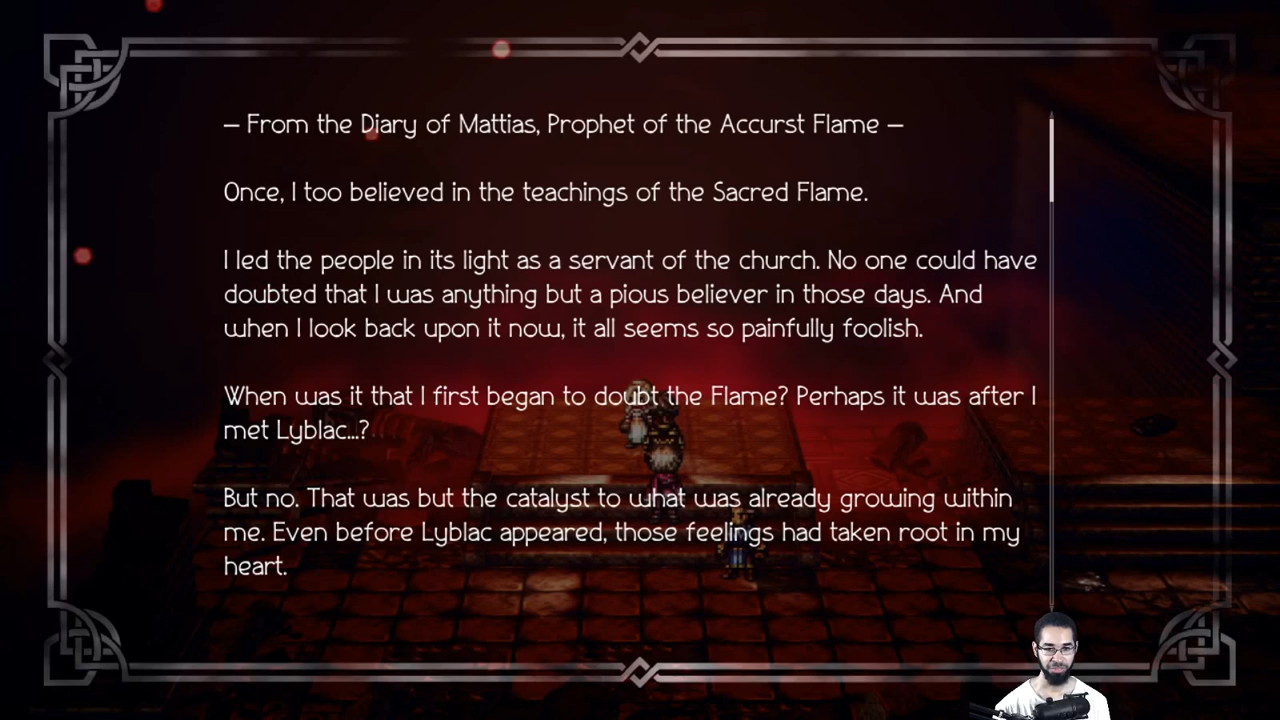 – From the Diary of Mattias, Prophet of the Accurst Flame –
Once, I too believed in the teachings of the Sacred Flame.
I led the people in its light as a servant of the church. No one could have
doubted that I was anything but a pious believer in those days. And
when I look back upon it now, it all seems so painfully foolish.
When was it that I first began to doubt the Flame? Perhaps it was after I
met Lyblac...?
But no. That was but the catalyst to what was already growing within
me. Even before Lyblac appeared, those feelings had taken root in my
heart.